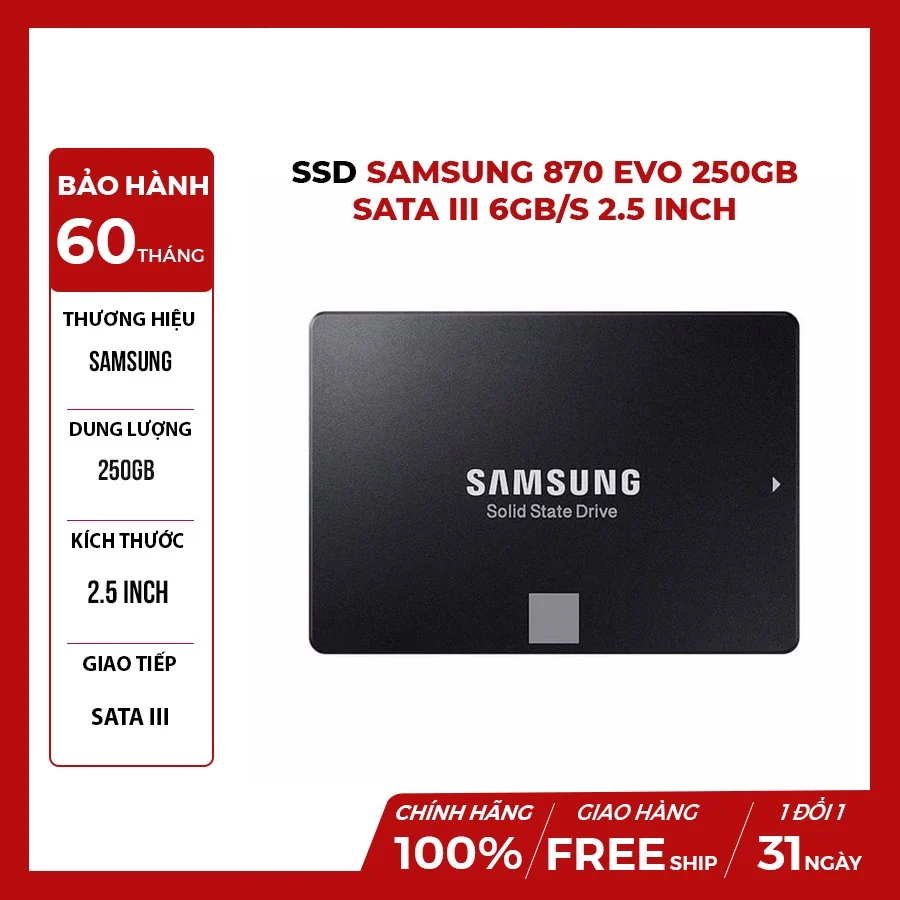 BẢO HÀNH
60 THÁNG
THƯƠNG HIỆU
SAMSUNG
DUNG LƯỢNG
250GB
KÍCH THƯỚC
2.5 INCH
GIAO TIẾP
SATA III
SSD SAMSUNG 870 EVO 250GB
SATA III 6GB/S 2.5 INCH
SAMSUNG
Solid State Drive
CHÍNH HÃNG
100%
GIAO HÀNG
FREE SHIP
1 ĐỔI 1
31 NGÀY